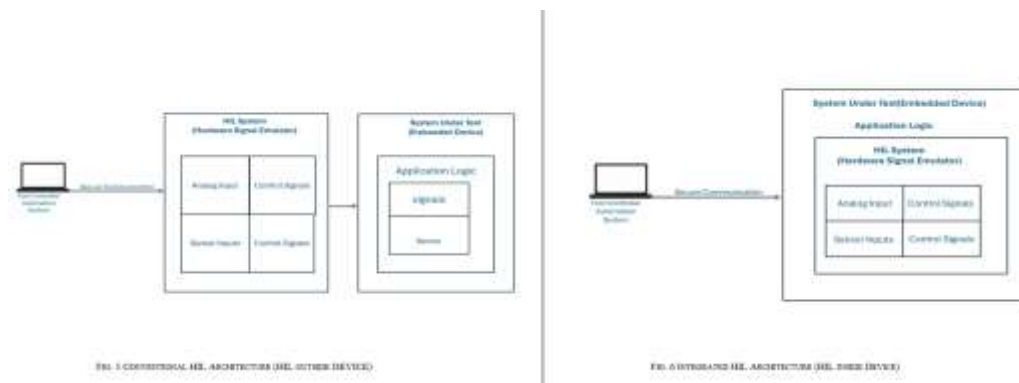 HIL System
(Hardware Signal Emulator)
Analog Input
Control Signals
Sensor Inputs
Control Signals
System Under Test
(Embedded Device)
Application Logic
signals
Secure Communication
FIG. 5 CONVENTIONAL HIL ARCHITECTURE (HIL OUTSIDE DEVICE)
System Under Test(Embedded Device)
Application Logic
HIL System
(Hardware Signal Emulator)
Analog Input
Control Signals
Sensor Inputs
Control Signals
Secure Communication
Automation
System
FIG. 6 INTEGRATED HIL ARCHITECTURE (HIL INSIDE DEVICE)